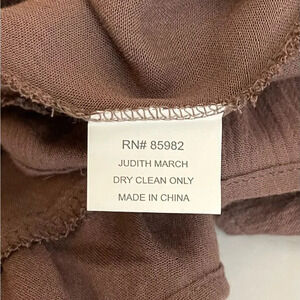 RN# 85982
JUDITH MARCH
DRY CLEAN ONLY
MADE IN CHINA